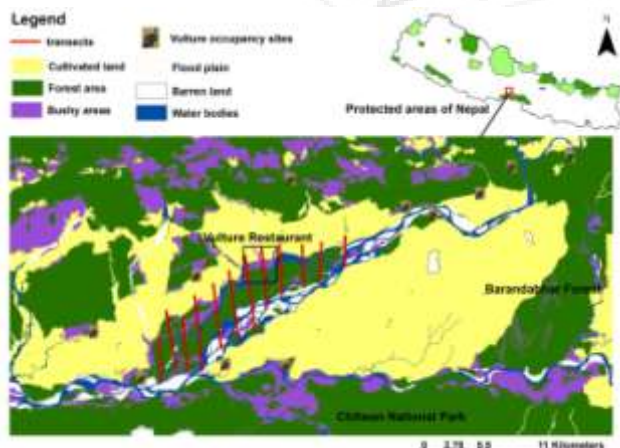 Legend
transects
Cultivated land
Forest area
Bushy areas
Vulture occupancy sites
Flood plain
Barren land
Water bodies
N
Protected areas of Nepal
Vulture Restaurant
Barandabhar Forest
Chitwan National Park
0 2.75 5.5 11 Kilometers